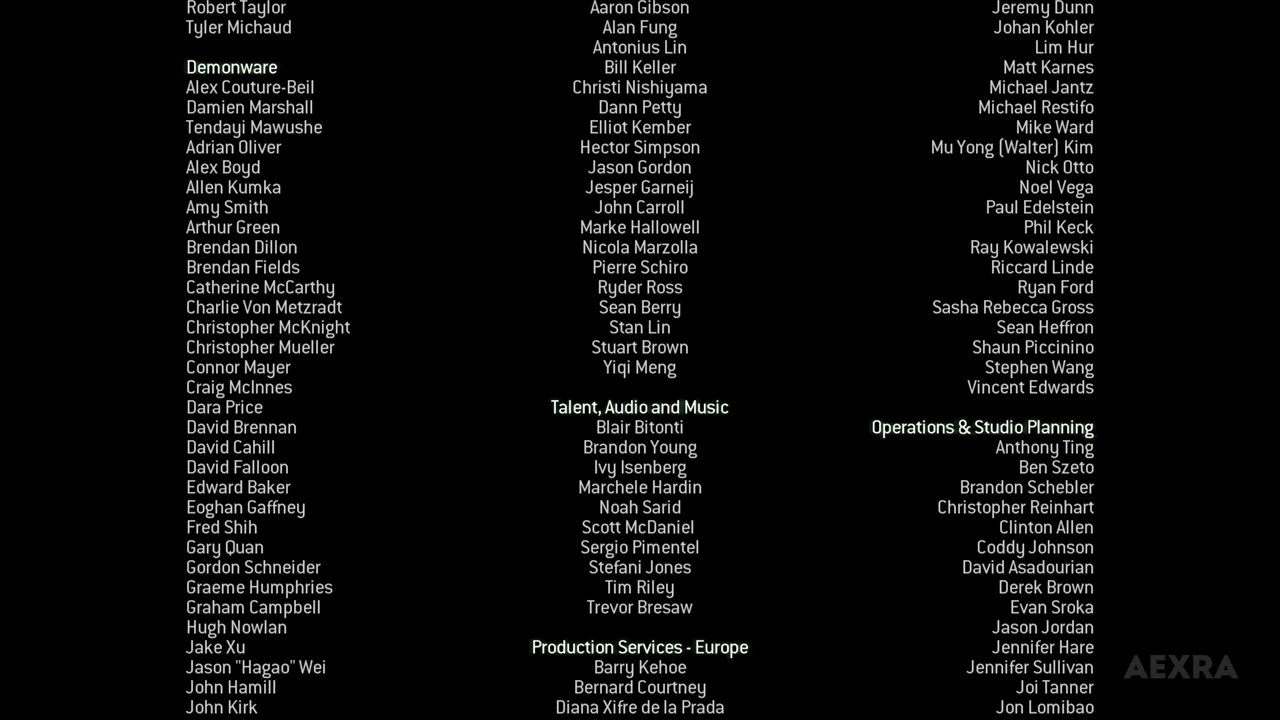 Robert Taylor
Tyler Michaud
Demonware
Alex Couture-Beil
Damien Marshall
Tendayi Mawushe
Adrian Oliver
Alex Boyd
Allen Kumka
Amy Smith
Arthur Green
Brendan Dillon
Brendan Fields
Catherine McCarthy
Charlie Von Metzradt
Christopher McKnight
Christopher Mueller
Connor Mayer
Craig McInnes
Dara Price
David Brennan
David Cahill
David Falloon
Edward Baker
Eoghan Gaffney
Fred Shih
Gary Quan
Gordon Schneider
Graeme Humphries
Graham Campbell
Hugh Nowlan
Jake Xu
Jason "Hagao" Wei
John Hamill
John Kirk
Aaron Gibson
Alan Fung
Antonius Lin
Bill Keller
Christi Nishiyama
Dann Petty
Elliot Kember
Hector Simpson
Jason Gordon
Jesper Garneij
John Carroll
Marke Hallowell
Nicola Marzolla
Pierre Schiro
Ryder Ross
Sean Berry
Stan Lin
Stuart Brown
Yiqi Meng
Talent, Audio and Music
Blair Bitonti
Brandon Young
Ivy Isenberg
Marchele Hardin
Noah Sarid
Scott McDaniel
Sergio Pimentel
Stefani Jones
Tim Riley
Trevor Bresaw
Production Services - Europe
Barry Kehoe
Bernard Courtney
Diana Xifre de la Prada
Jeremy Dunn
Johan Kohler
Lim Hur
Matt Karnes
Michael Jantz
Michael Restifo
Mike Ward
Mu Yong (Walter) Kim
Nick Otto
Noel Vega
Paul Edelstein
Phil Keck
Ray Kowalewski
Riccard Linde
Ryan Ford
Sasha Rebecca Gross
Sean Heffron
Shaun Piccinino
Stephen Wang
Vincent Edwards
Operations & Studio Planning
Anthony Ting
Ben Szeto
Brandon Schebler
Christopher Reinhart
Clinton Allen
Coddy Johnson
David Asadourian
Derek Brown
Evan Sroka
Jason Jordan
Jennifer Hare
Jennifer Sullivan
Joi Tanner
Jon Lomibao
AEXRA